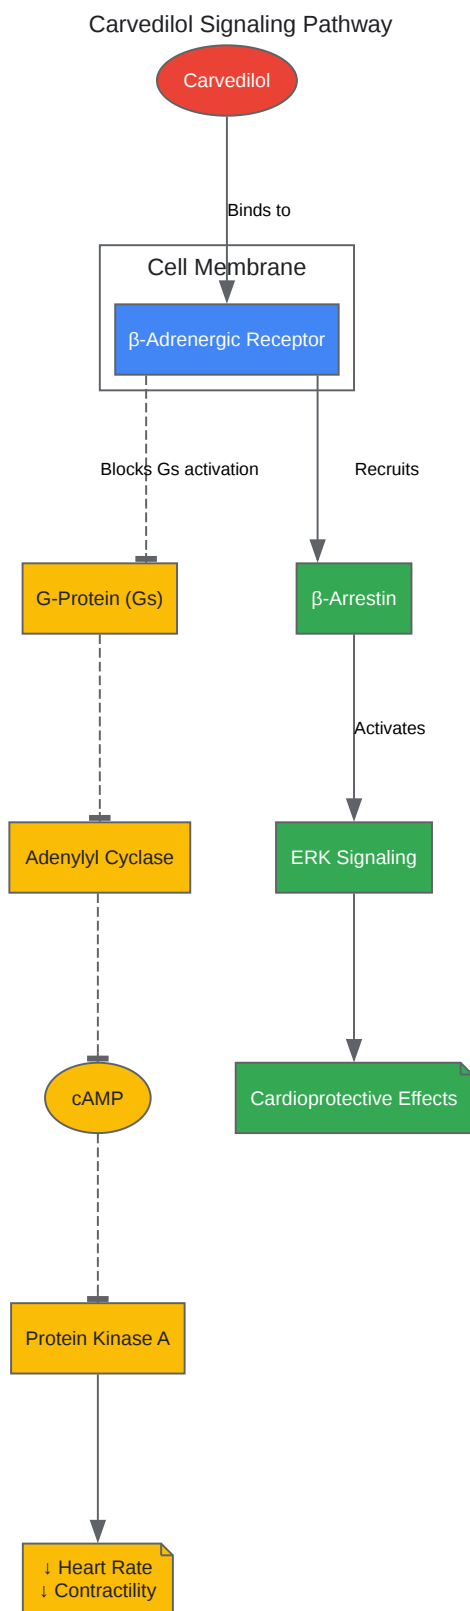 Carvedilol Signaling Pathway
Carvedilol
Binds to
Cell Membrane
β-Adrenergic Receptor
Blocks Gs activation
Recruits
G-Protein (Gs)
β-Arrestin
Activates
Adenylyl Cyclase
ERK Signaling
cAMP
Cardioprotective Effects
Protein Kinase A
↓ Heart Rate
↓ Contractility